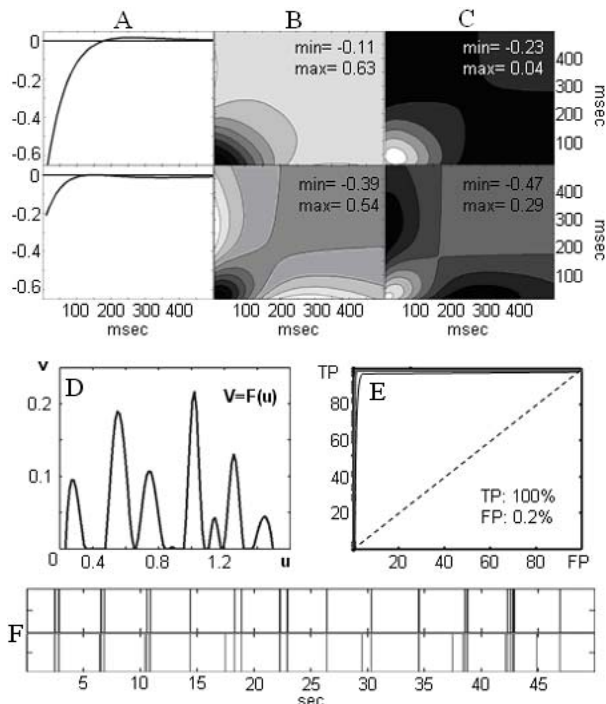 A B C
0
-0.2
-0.4
-0.6
min= -0.11
max= 0.63
min= -0.23
max= 0.04
400
300
200
100
msec
0
-0.2
-0.4
-0.6
min= -0.39
max= 0.54
min= -0.47
max= 0.29
400
300
200
100
msec
100 200 300 400
msec
100 200 300 400
msec
100 200 300 400
msec
V
D
V=F(u)
0.2
0.1
0
0.4 0.8 1.2 u
TP
E
80
60
40
20
TP: 100%
FP: 0.2%
20 40 60 80 FP
F
5 10 15 20 25 30 35 40 45
sec